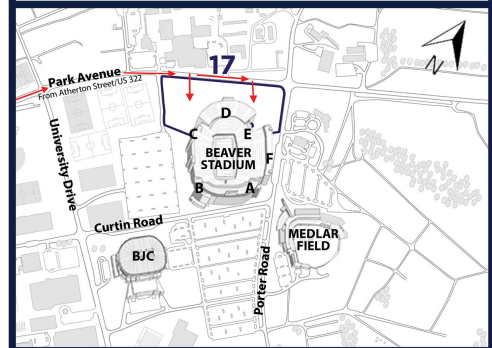 17
Park Avenue
From Atherton Street/US 322
N
University Drive
D
C
E
BEAVER
STADIUM
F
B
A
Curtin Road
MEDLAR
FIELD
BJC
Porter Road